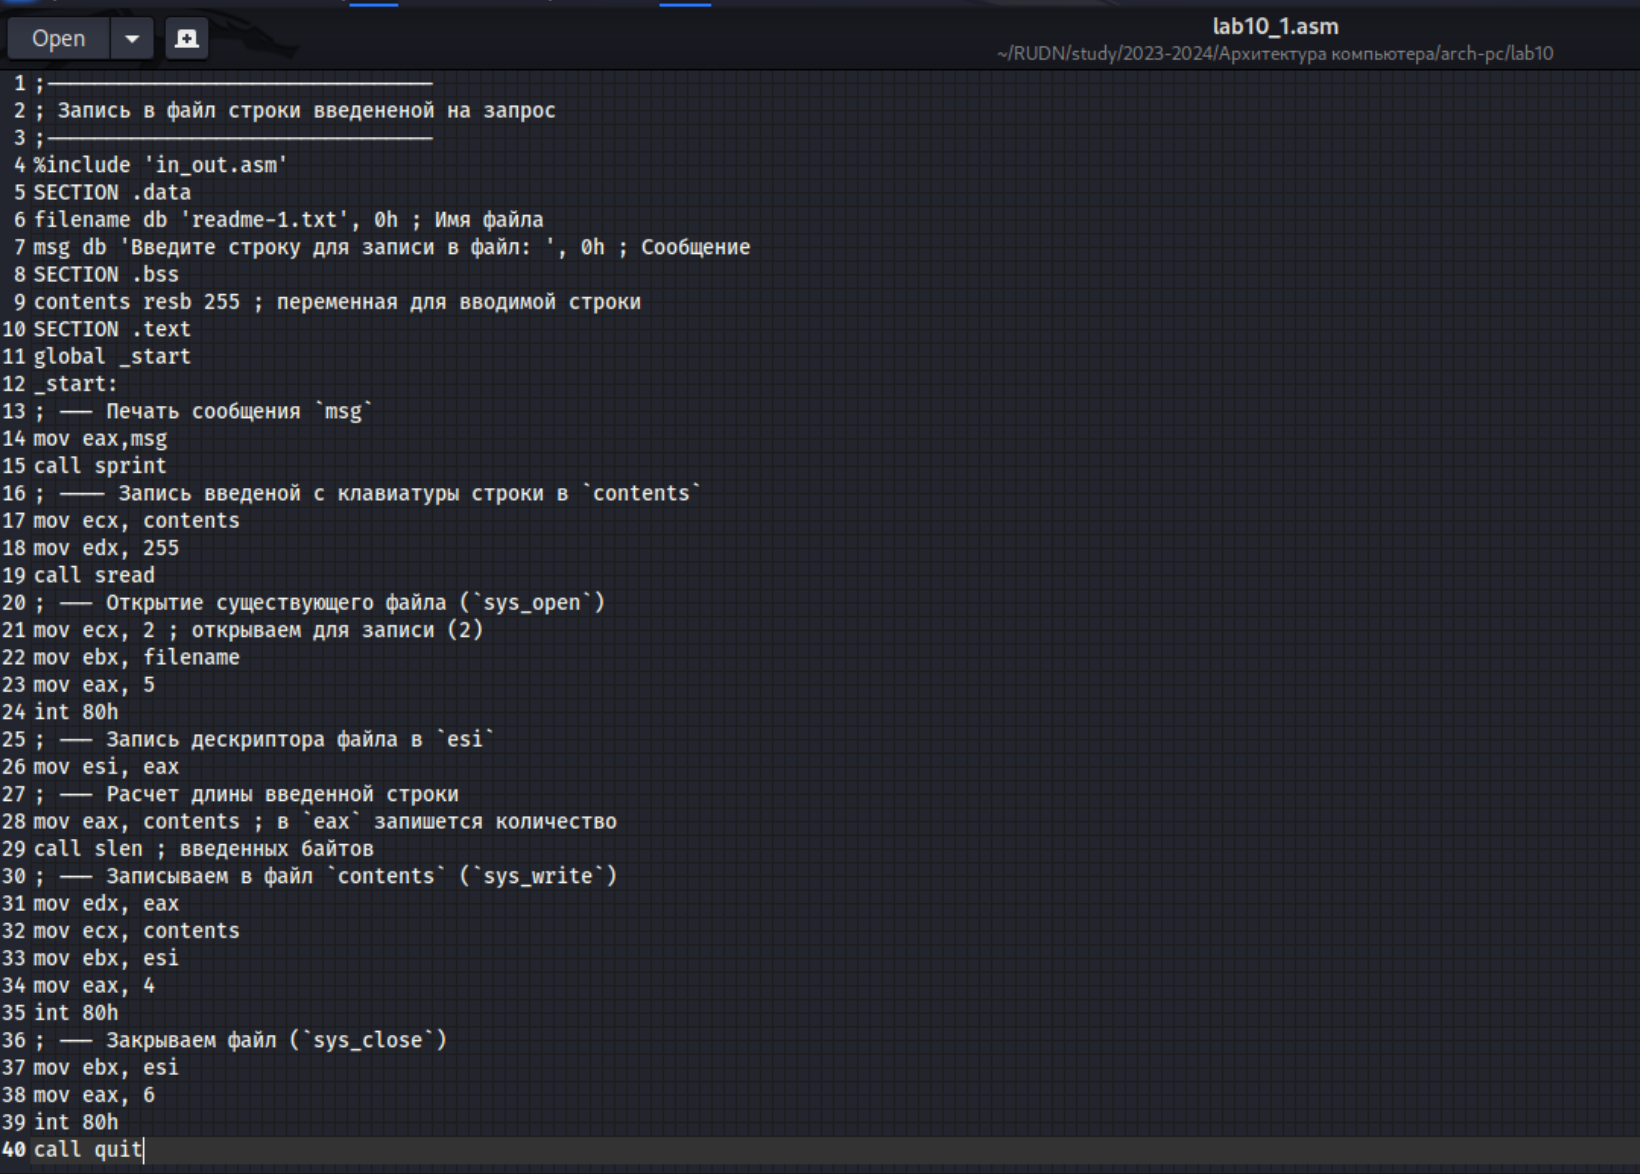 Open
lab10_1.asm
~/RUDN/study/2023-2024/Архитектура компьютера/arch-pc/lab10
1 ;--------------------------------
2 ; Запись в файл строки введененой на запрос
3 ;--------------------------------
4 %include 'in_out.asm'
5 SECTION .data
6 filename db 'readme-1.txt', 0h ; Имя файла
7 msg db 'Введите строку для записи в файл: ', 0h ; Сообщение
8 SECTION .bss
9 contents resb 255 ; переменная для вводимой строки
10 SECTION .text
11 global _start
12 _start:
13 ; --- Печать сообщения `msg`
14 mov eax,msg
15 call sprint
16 ; ---- Запись введеной с клавиатуры строки в `contents`
17 mov ecx, contents
18 mov edx, 255
19 call sread
20 ; --- Открытие существующего файла (`sys_open`)
21 mov ecx, 2 ; открываем для записи (2)
22 mov ebx, filename
23 mov eax, 5
24 int 80h
25 ; --- Запись дескриптора файла в `esi`
26 mov esi, eax
27 ; --- Расчет длины введенной строки
28 mov eax, contents ; в `eax` запишется количество
29 call slen ; введенных байтов
30 ; --- Записываем в файл `contents` (`sys_write`)
31 mov edx, eax
32 mov ecx, contents
33 mov ebx, esi
34 mov eax, 4
35 int 80h
36 ; --- Закрываем файл (`sys_close`)
37 mov ebx, esi
38 mov eax, 6
39 int 80h
40 call quit